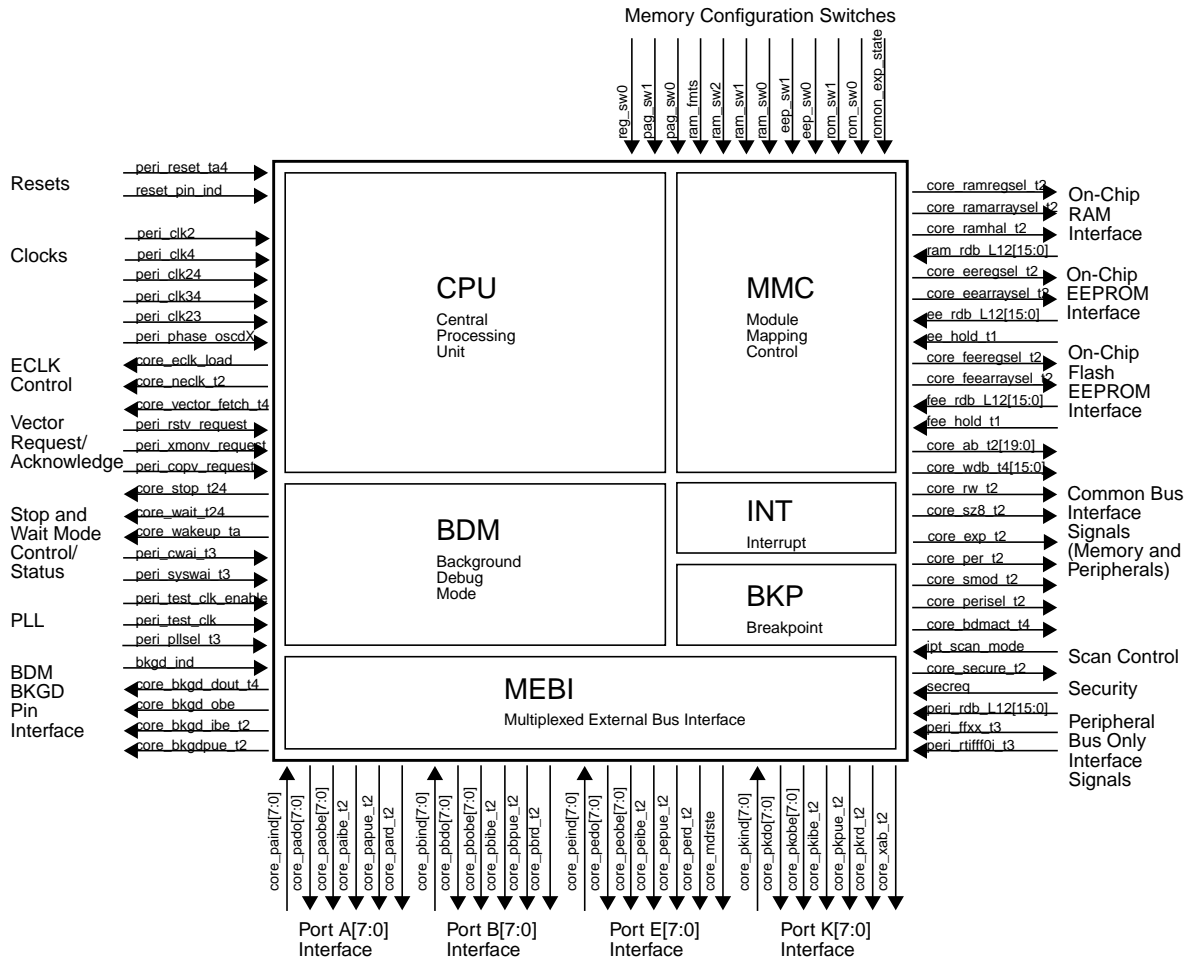 Memory Configuration Switches
reg_sw0
pag_sw1
pag_sw0
ram_fmts
ram_sw2
ram_sw1
ram_sw0
eep_sw1
eep_sw0
rom_sw1
rom_sw0
romon_exp_state
Resets
peri_reset_ta4
reset_pin_ind
Clocks
peri_clk2
peri_clk4
peri_clk24
peri_clk34
peri_clk23
peri_phase_oscdX
ECLK
Control
core_eclk_load
core_neclk_t2
Vector
Request/
Acknowledge
core_vector_fetch_t4
peri_rstv_request
peri_xmonv_request
peri_copv_request
Stop and
Wait Mode
Control/
Status
core_stop_t24
core_wait_t24
core_wakeup_ta
peri_cwai_t3
peri_syswai_t3
PLL
peri_test_clk_enable
peri_test_clk
peri_pllsel_t3
BDM
BKGD
Pin
Interface
bkgd_ind
core_bkgd_dout_t4
core_bkgd_obe
core_bkgd_ibe_t2
core_bkgdpue_t2
CPU
Central
Processing
Unit
MMC
Module
Mapping
Control
BDM
Background
Debug
Mode
INT
Interrupt
BKP
Breakpoint
MEBI
Multiplexed External Bus Interface
core_ramregsel_t2
core_ramarraysel_t2
core_ramhal_t2
ram_rdb_L12[15:0]
On-Chip
RAM
Interface
core_eeregsel_t2
core_eearraysel_t2
ee_rdb_L12[15:0]
ee_hold_t1
On-Chip
EEPROM
Interface
core_feeregsel_t2
core_feearraysel_t2
fee_rdb_L12[15:0]
fee_hold_t1
On-Chip
Flash
EEPROM
Interface
core_ab_t2[19:0]
core_wdb_t4[15:0]
core_rw_t2
core_sz8_t2
core_exp_t2
core_per_t2
core_smod_t2
core_perisel_t2
core_bdmact_t4
Common Bus
Interface
Signals
(Memory and
Peripherals)
ipt_scan_mode
Scan Control
core_secure_t2
secreq
Security
peri_rdb_L12[15:0]
peri_ffxx_t3
peri_rtifff0i_t3
Peripheral
Bus Only
Interface
Signals
core_paind[7:0]
core_pado[7:0]
core_paobe[7:0]
core_paibe_t2
core_papue_t2
core_pard_t2
core_pbind[7:0]
core_pbdo[7:0]
core_pbobe[7:0]
core_pbibe_t2
core_pbpue_t2
core_pbrd_t2
core_peind[7:0]
core_pedo[7:0]
core_peobe[7:0]
core_peibe_t2
core_pepue_t2
core_perd_t2
core_mdrste
core_pkind[7:0]
core_pkdo[7:0]
core_pkobe[7:0]
core_pkibe_t2
core_pkpue_t2
core_pkrd_t2
core_xab_t2
Port A[7:0]
Interface
Port B[7:0]
Interface
Port E[7:0]
Interface
Port K[7:0]
Interface